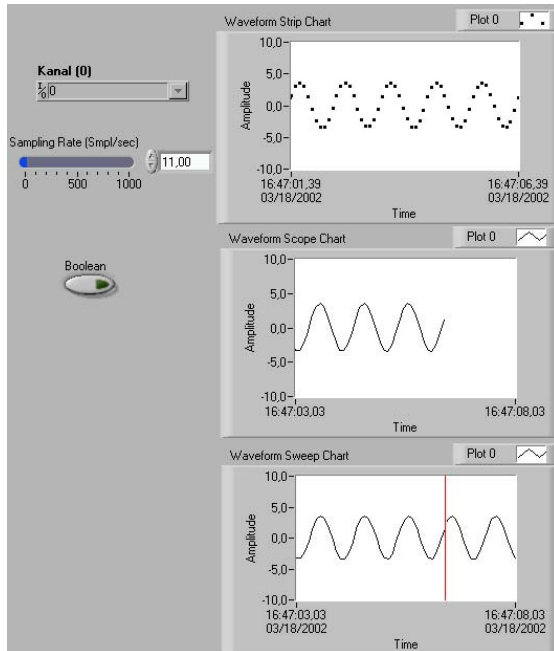 Kanal (0)
I/O 0
Sampling Rate (Smpl/sec)
11,00
0 500 1000
Boolean
Waveform Strip Chart
Plot 0
10,0-
5,0-
0,0-
-5,0-
-10,0-
Amplitude
16:47:01,39 16:47:06,39
03/18/2002 03/18/2002
Time
Waveform Scope Chart
Plot 0
10,0-
5,0-
0,0-
-5,0-
-10,0-
Amplitude
16:47:03,03 16:47:08,03
Time
Waveform Sweep Chart
Plot 0
10,0-
5,0-
0,0-
-5,0-
-10,0-
Amplitude
16:47:03,03 16:47:08,03
03/18/2002 03/18/2002
Time